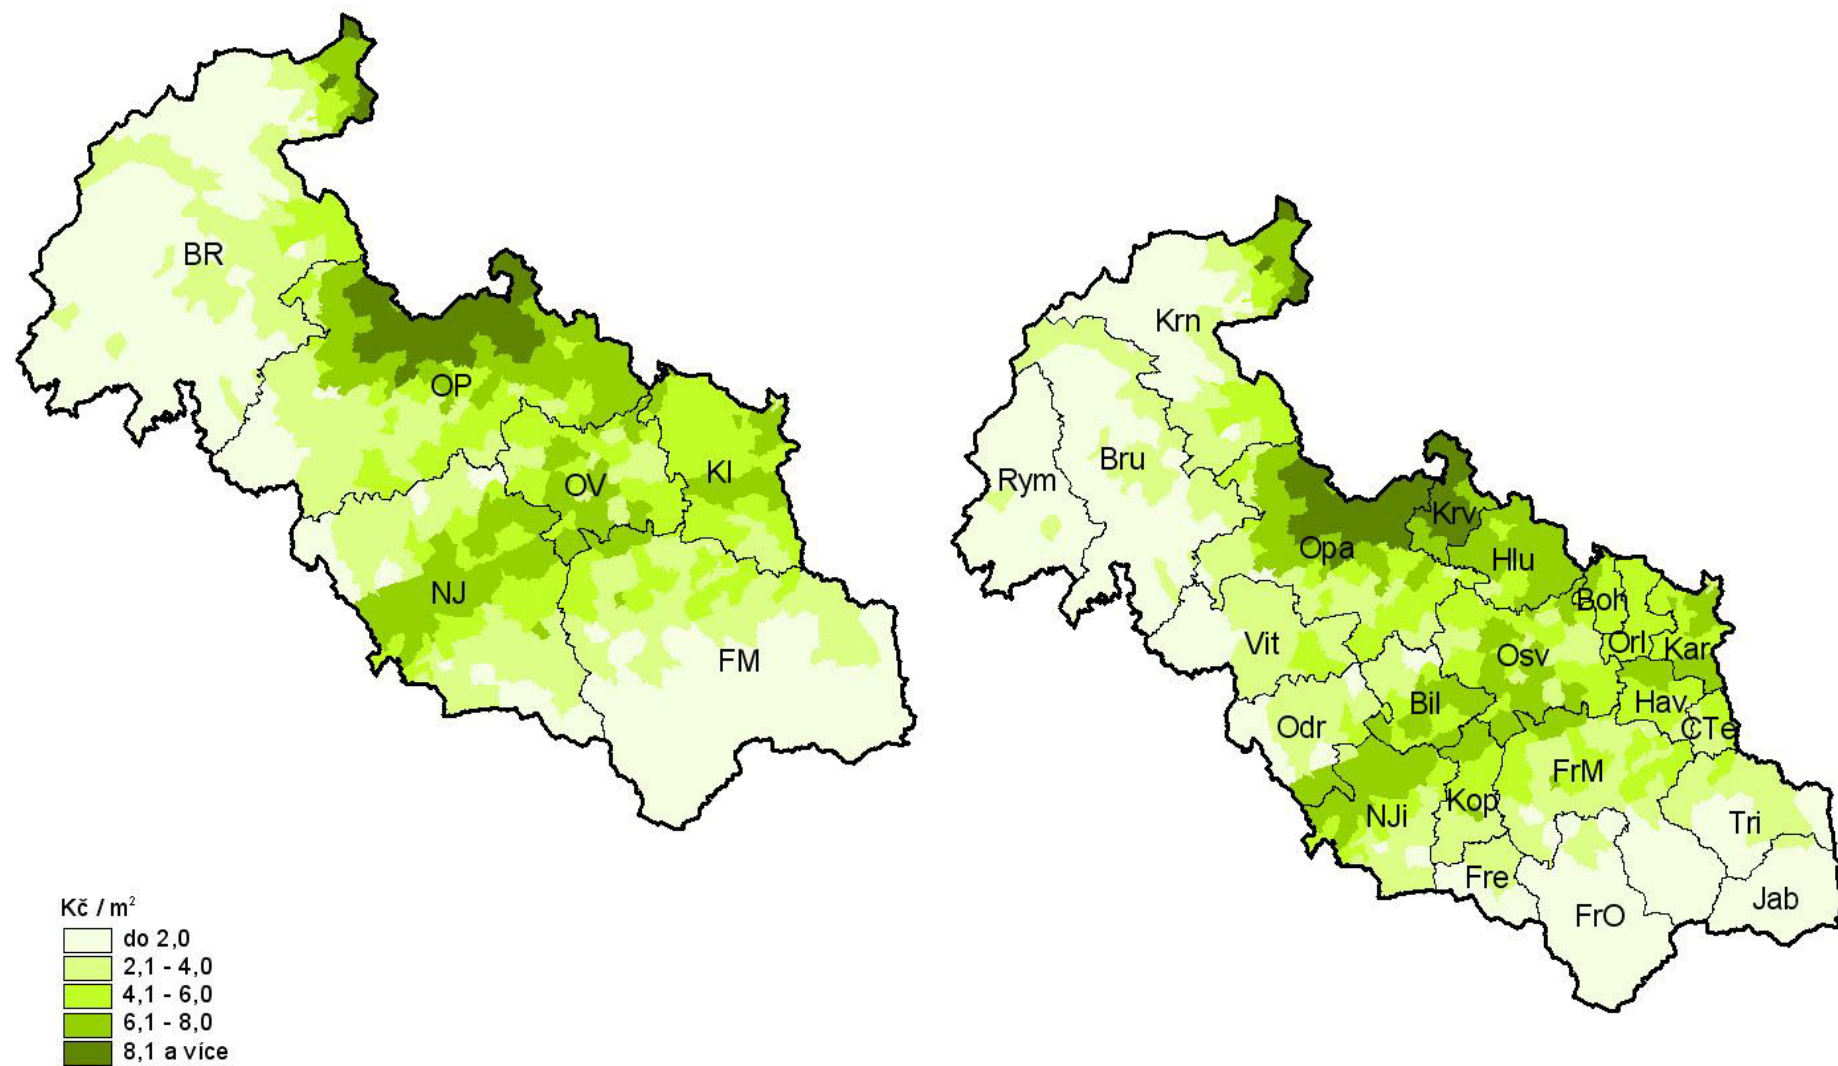 BR
OP
OV
KI
NJ
FM
Krn
Rym
Bru
Krv
Opa
Hlu
Boh
Vit
Osv
Orl
Kar
Bil
Hav
Odr
CTe
FrM
Kop
NJi
Tri
Fre
Jab
FrO
Kč / m²
do 2,0
2,1 - 4,0
4,1 - 6,0
6,1 - 8,0
8,1 a více